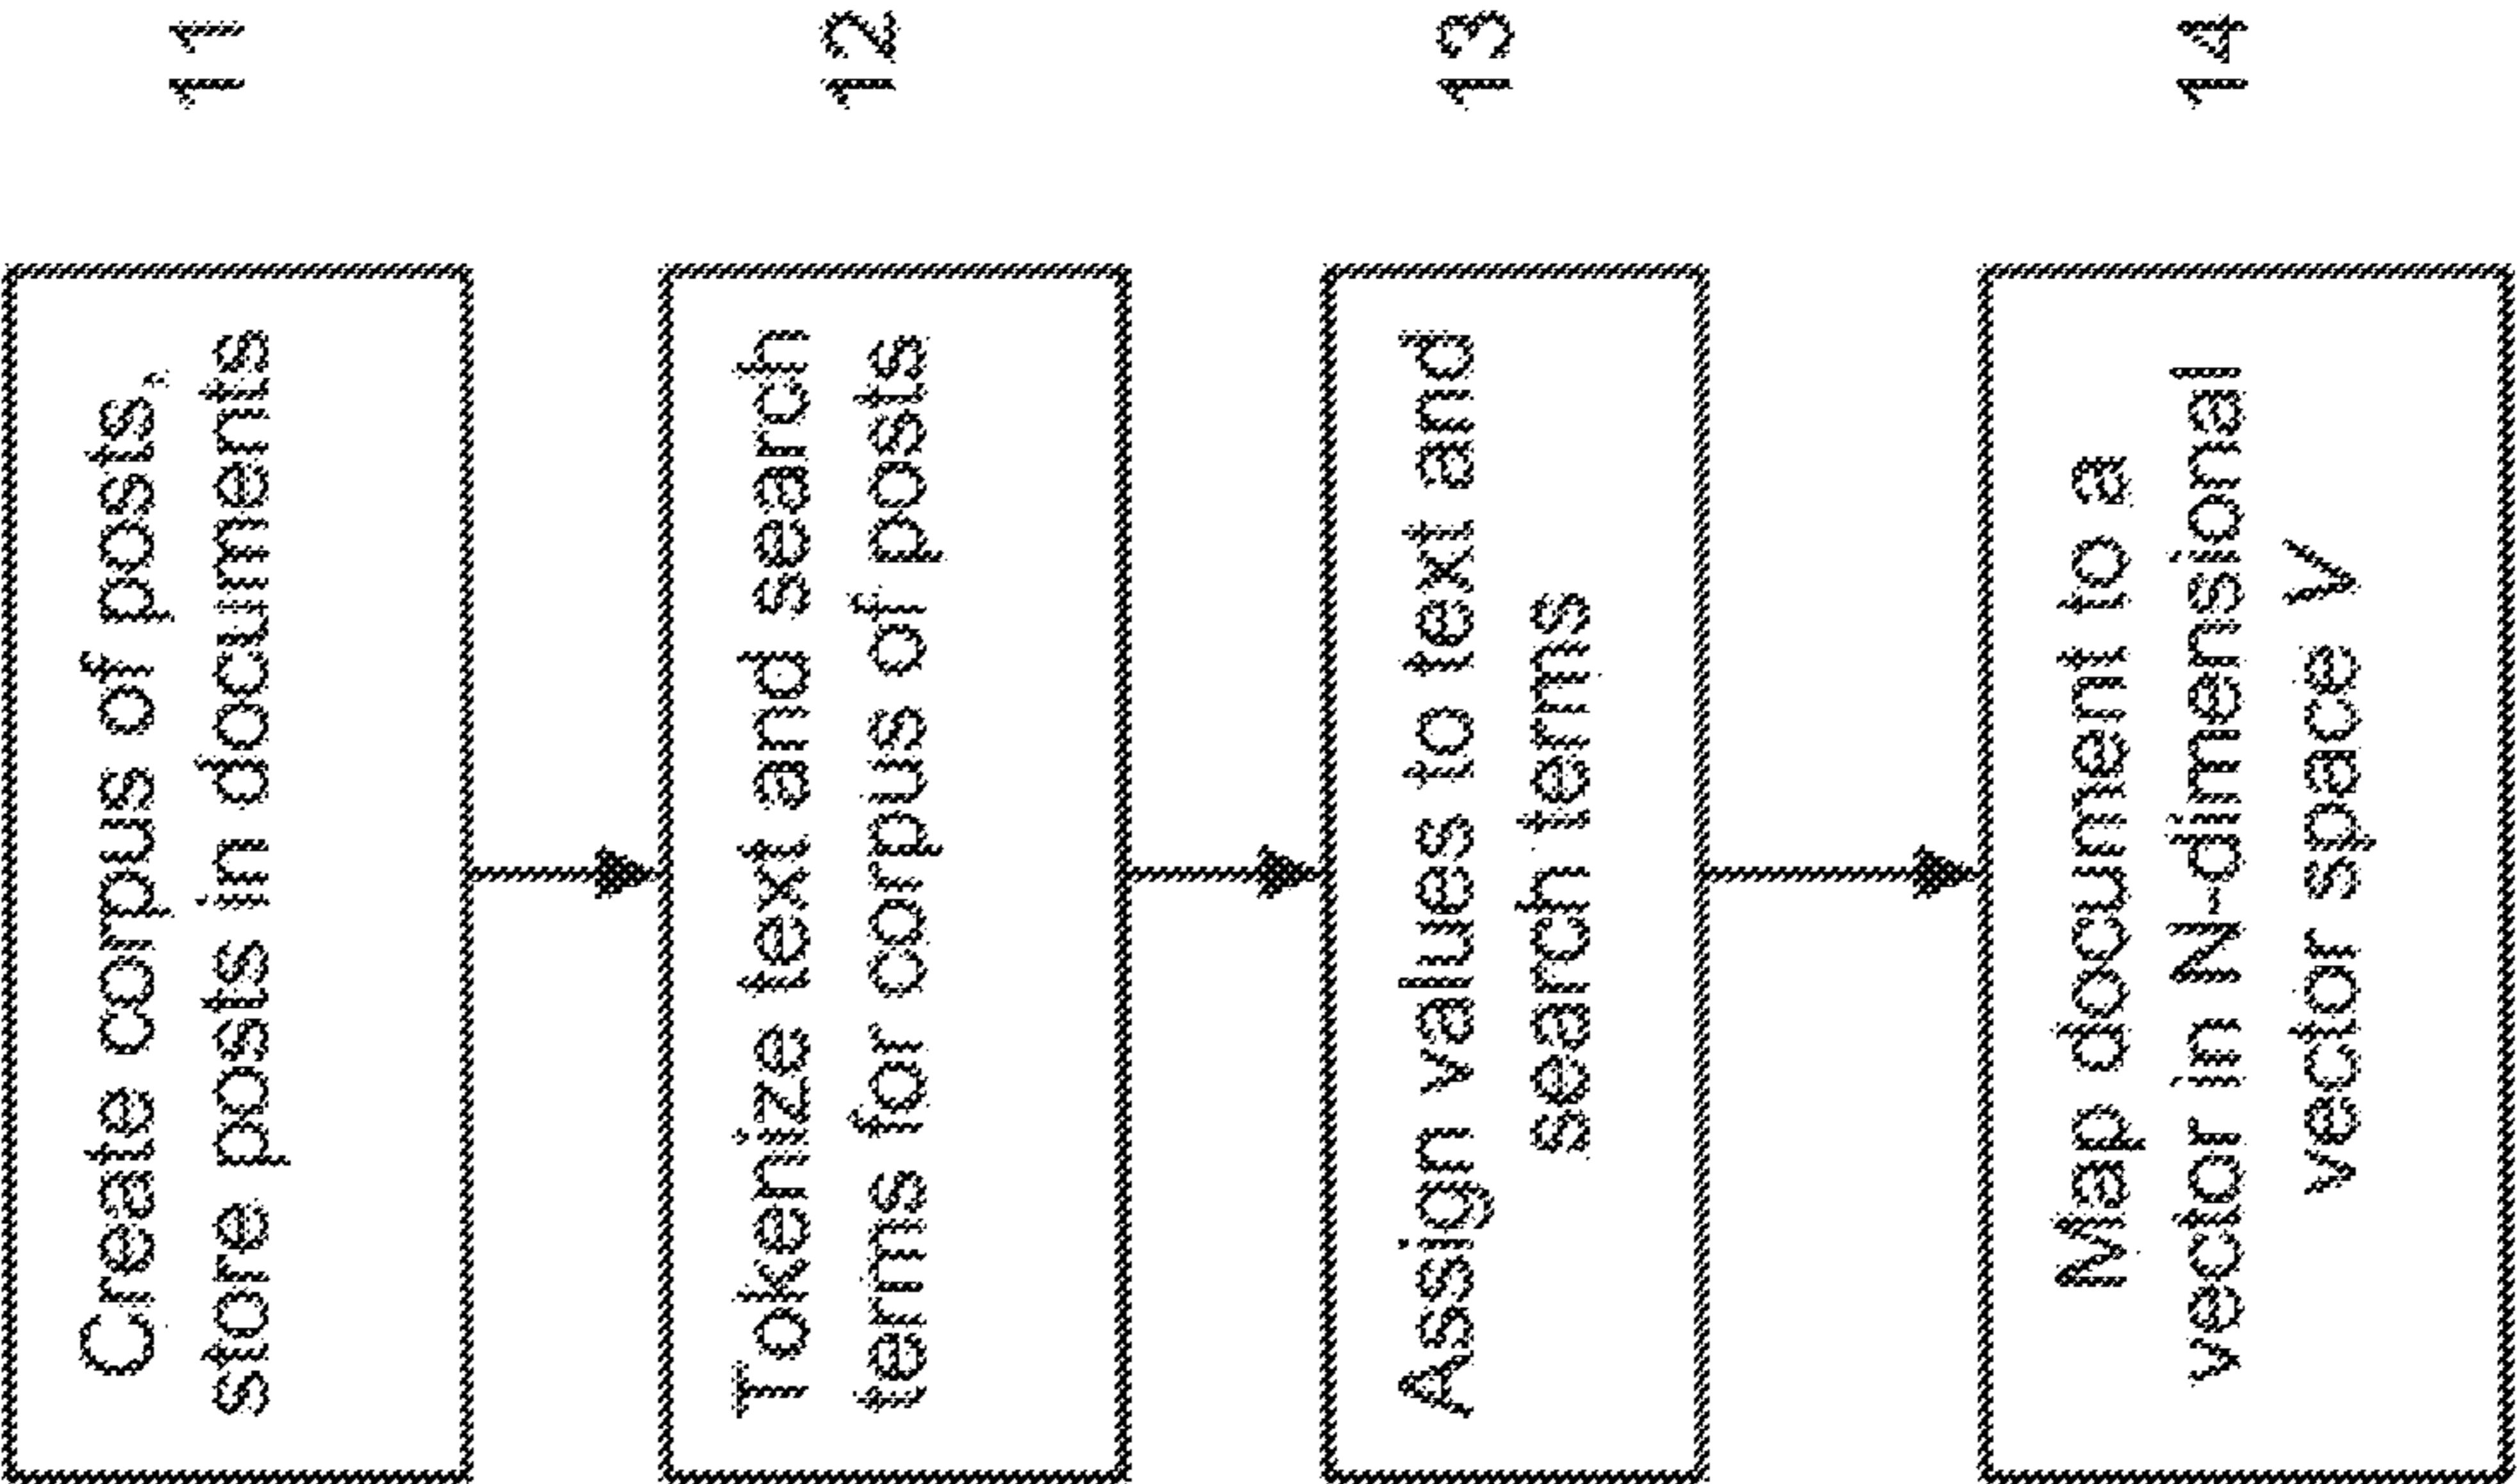 Create corpus of posts,
store posts in documents
11
Tokenize text and search
terms for corpus of posts
12
Assign values to text and
search terms
13
Map document to a
vector in N-dimensional
vector space V
14